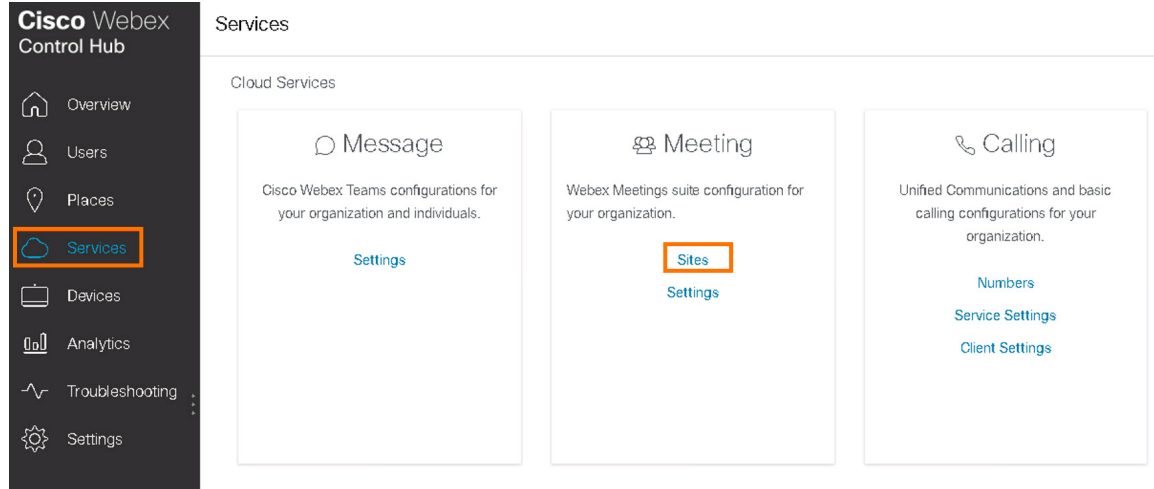 Cisco Webex
Control Hub
Overview
Users
Places
Services
Devices
Analytics
Troubleshooting
Settings
Services
Cloud Services
Message
Cisco Webex Teams configurations for
your organization and individuals.
Settings
Meeting
Webex Meetings suite configuration for
your organization.
Sites
Settings
Calling
Unified Communications and basic
calling configurations for your
organization.
Numbers
Service Settings
Client Settings